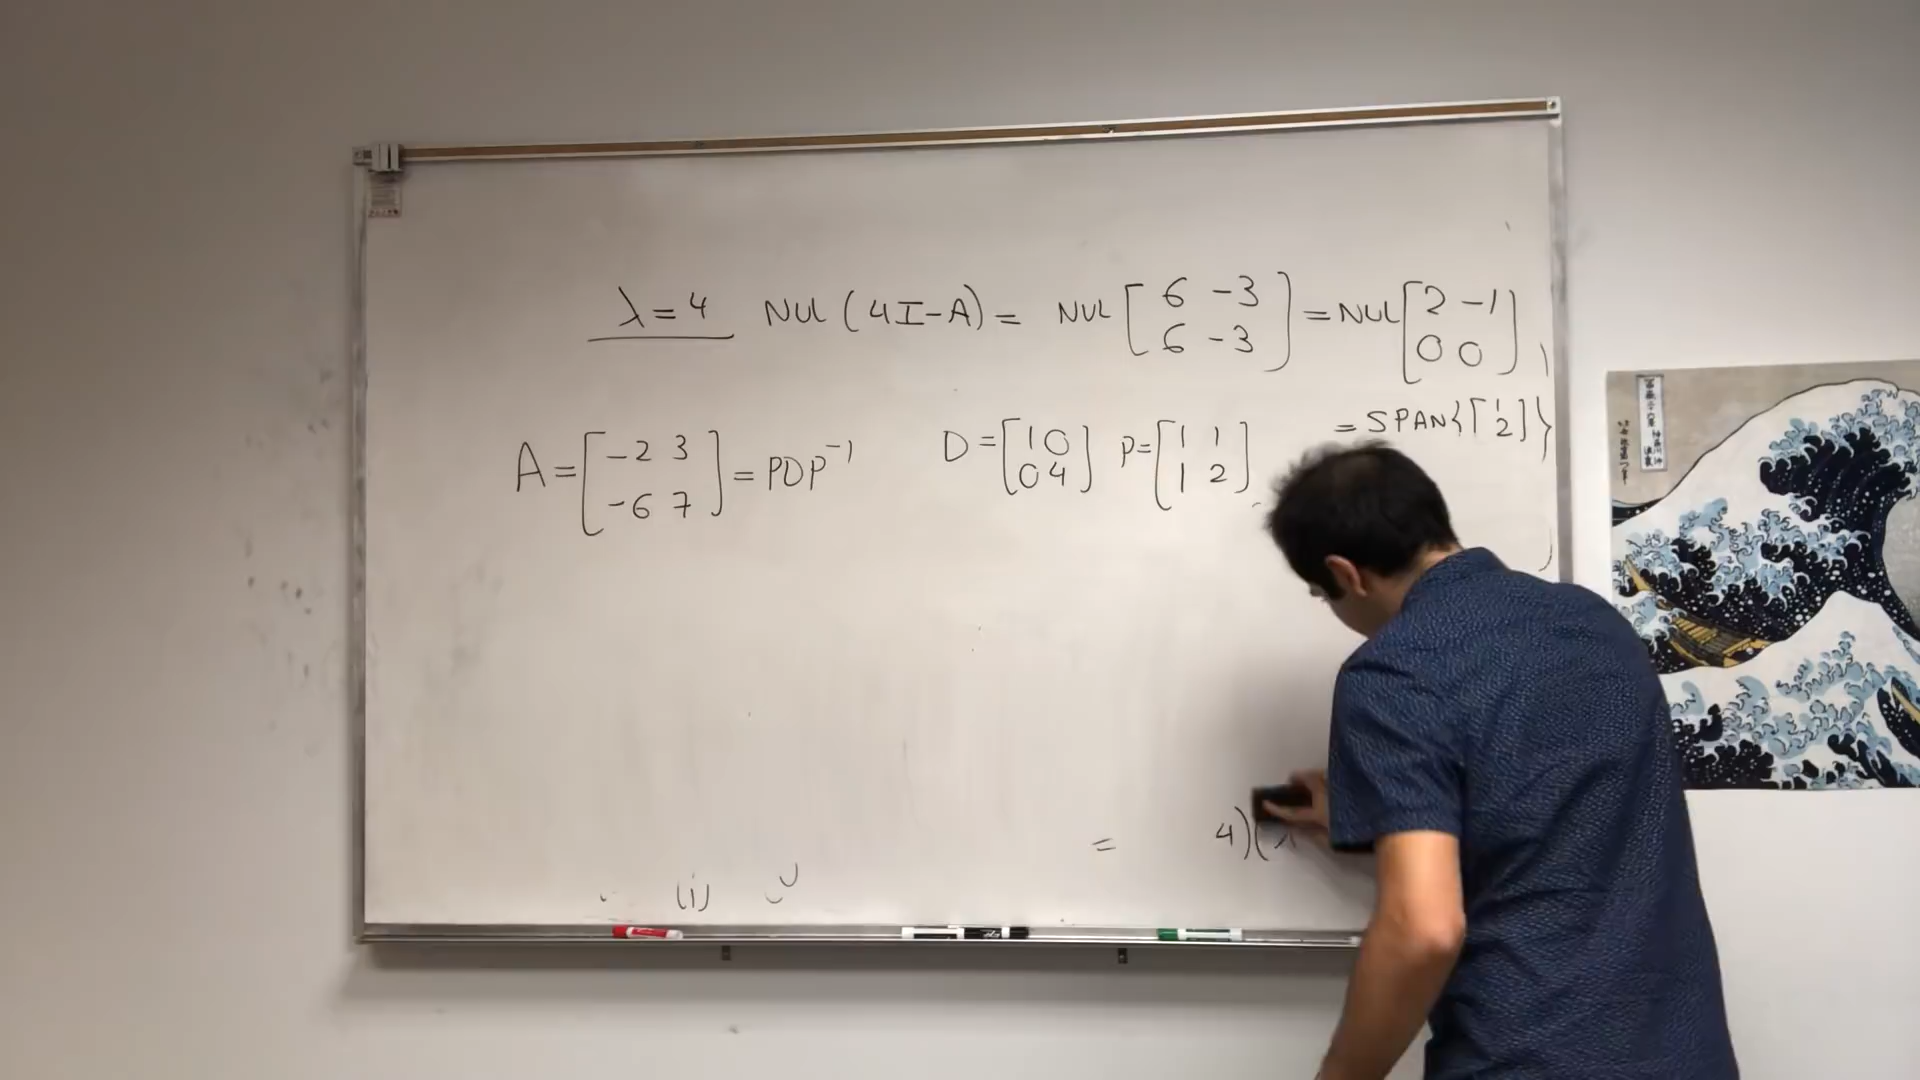 λ=4 NUL (4I-A) = NUL [6 -3; 6 -3] = NUL [2 -1; 0 0]
= SPAN{[1; 2]}
A = [-2 3; -6 7] = PDP⁻¹ D = [1 0; 0 4] P = [1 1; 1 2]
= 4)(λ